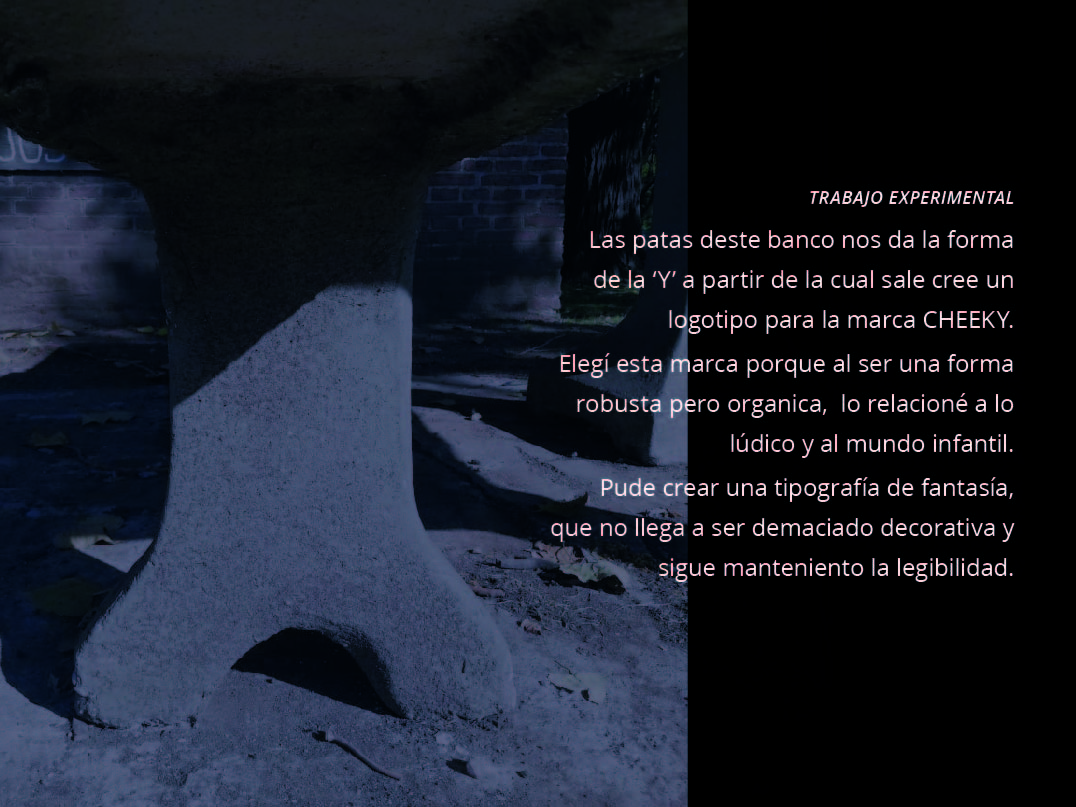 TRABAJO EXPERIMENTAL
Las patas deste banco nos da la forma
de la ‘Y’ a partir de la cual sale cree un
logotipo para la marca CHEEKY.
Elegí esta marca porque al ser una forma
robusta pero organica,  lo relacioné a lo
lúdico y al mundo infantil.
Pude crear una tipografía de fantasía,
que no llega a ser demaciado decorativa y
sigue manteniento la legibilidad.